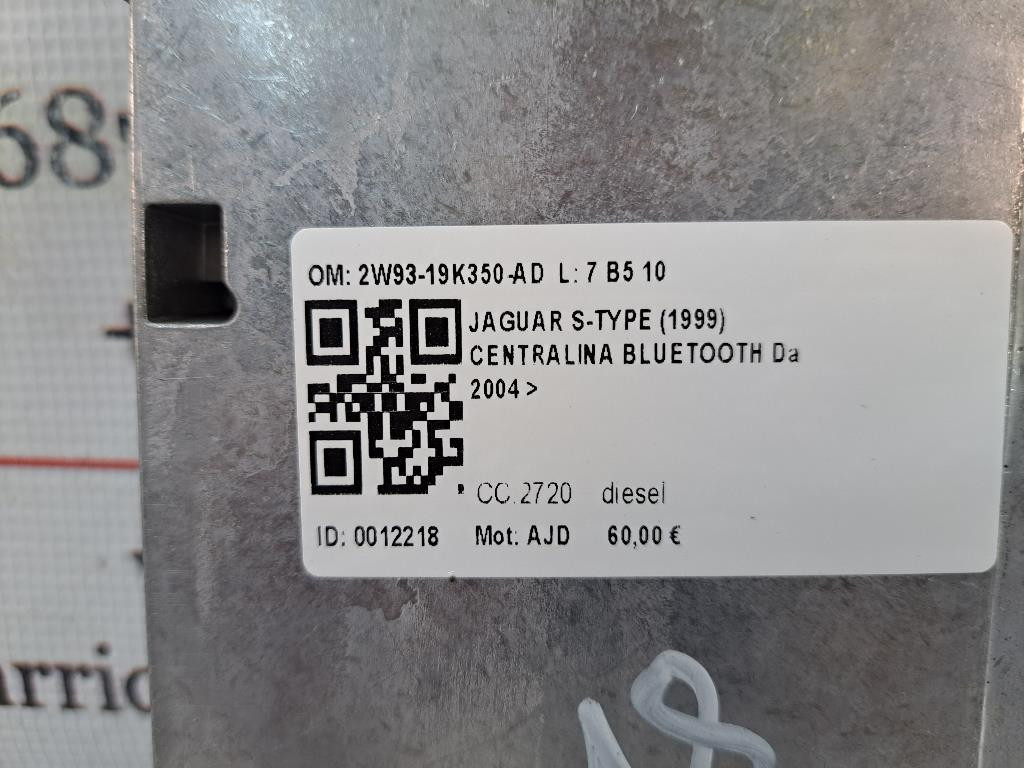 OM: 2W93-19K350-AD L: 7 B5 10
JAGUAR S-TYPE (1999)
CENTRALINA BLUETOOTH Da
2004 >
CC.2720 diesel
ID: 0012218 Mot: AJD 60,00 €